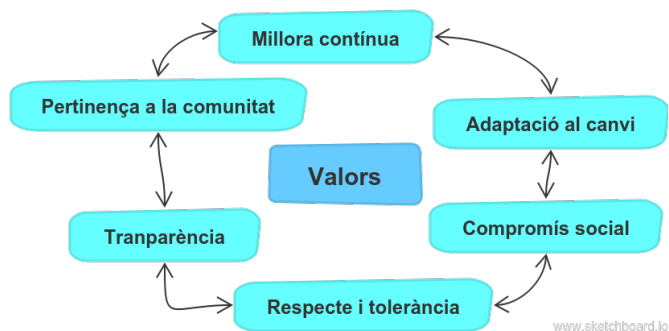 Millora contínua
Pertinença a la comunitat
Adaptació al canvi
Valors
Tranparència
Compromís social
Respecte i tolerància
www.sketchboard.io